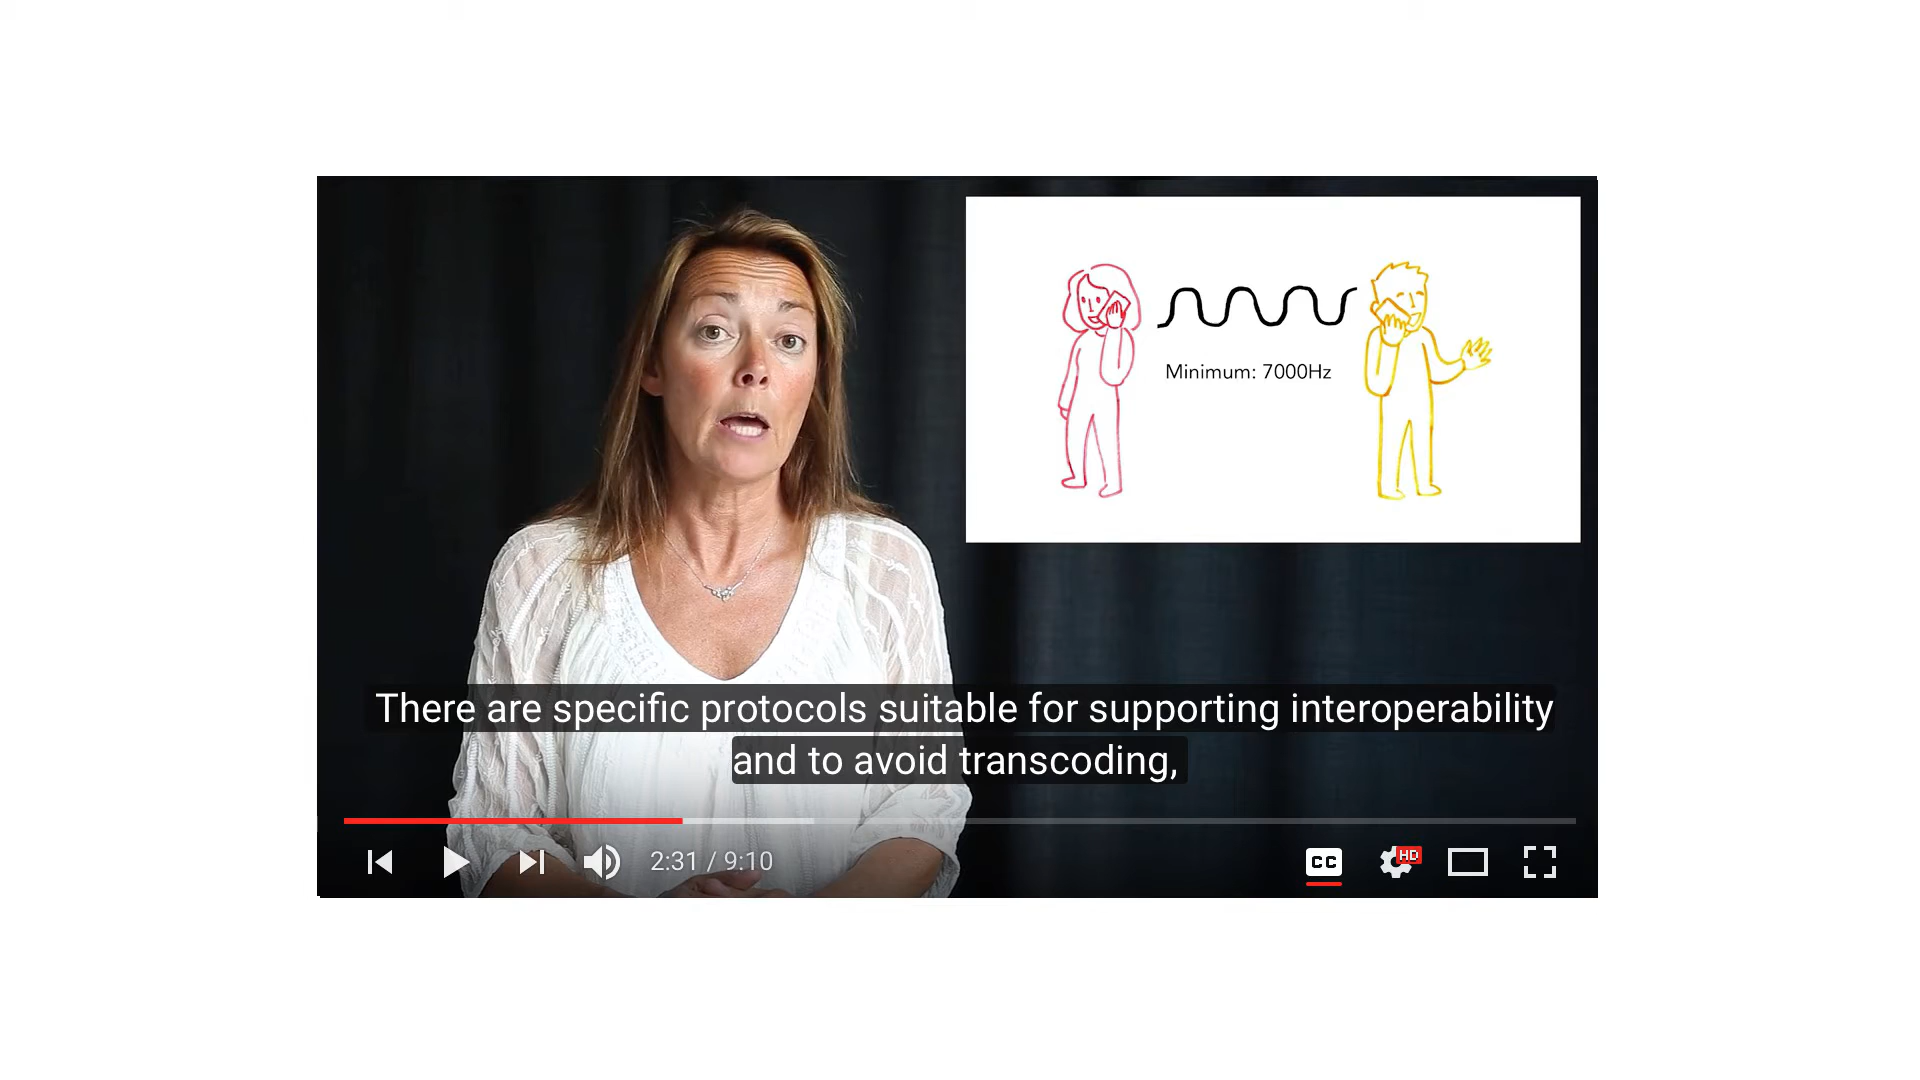 Minimum: 7000Hz
There are specific protocols suitable for supporting interoperability
and to avoid transcoding,
2:31 / 9:10
CC
HD